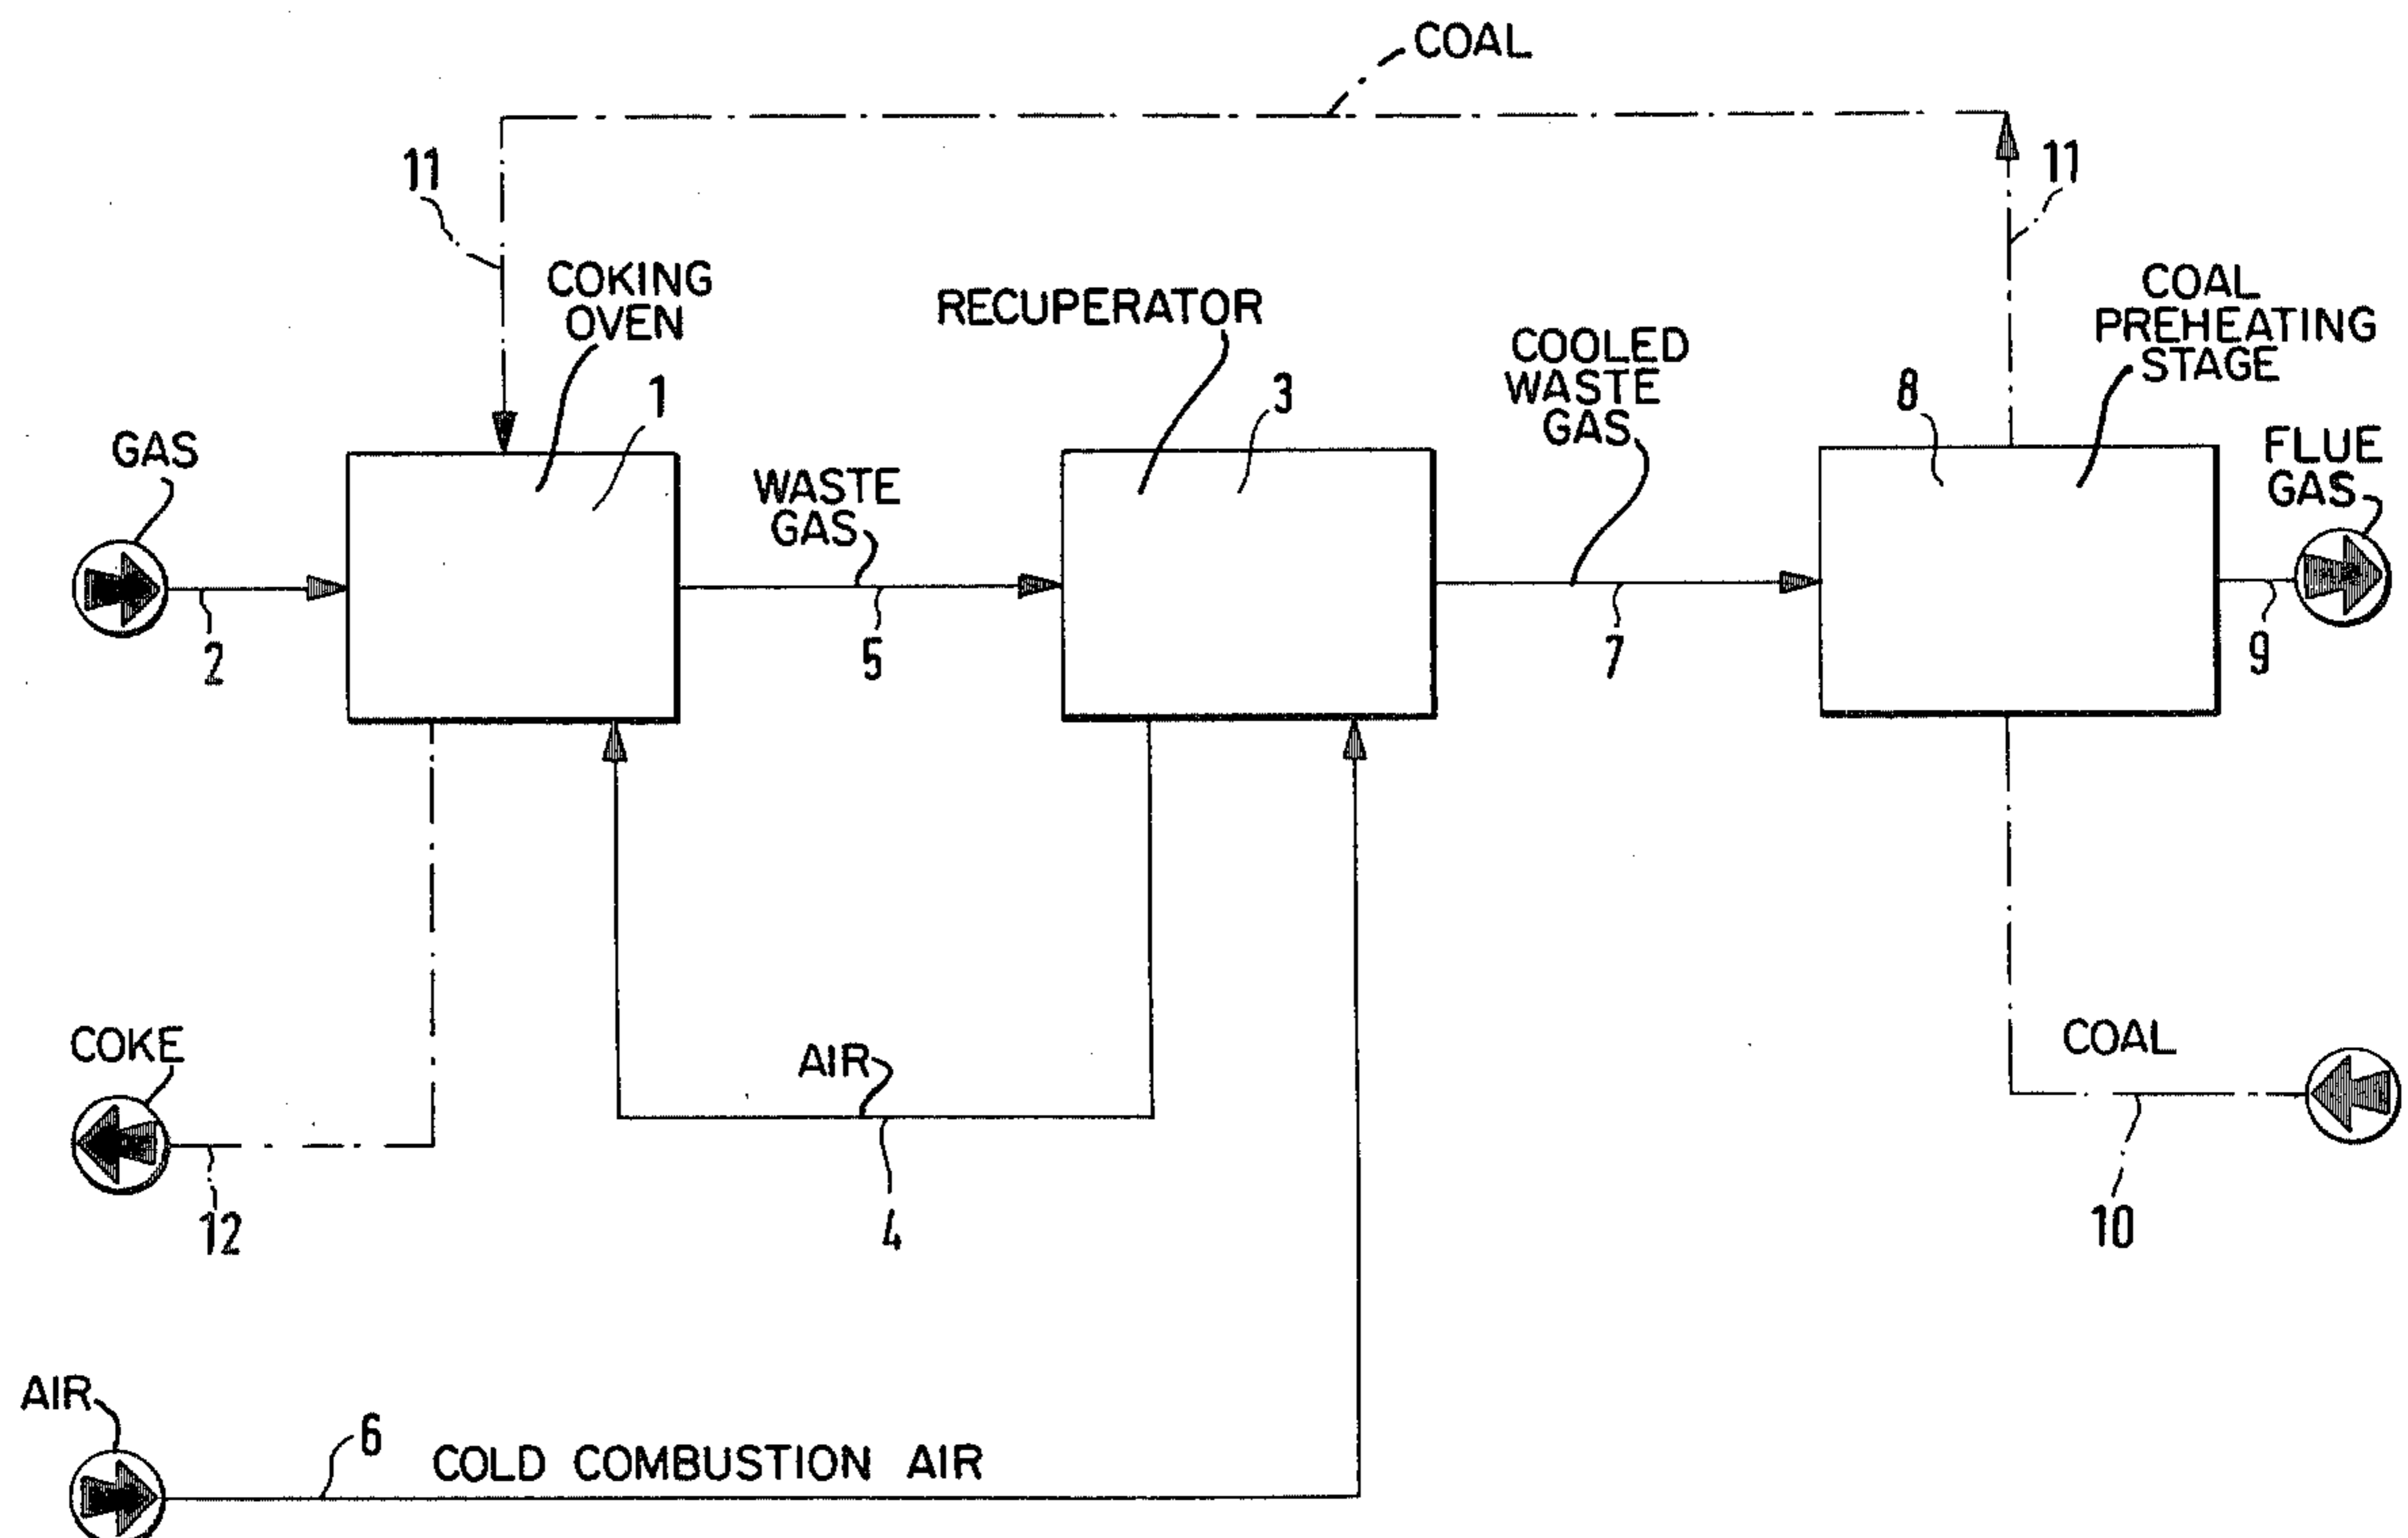 COAL
11
11
COKING
OVEN
RECUPERATOR
COOLED
WASTE
GAS
COAL
PREHEATING
STAGE
1
3
8
GAS
WASTE
GAS
FLUE
GAS
2
5
7
9
COKE
AIR
COAL
12
4
10
AIR
6
COLD COMBUSTION AIR